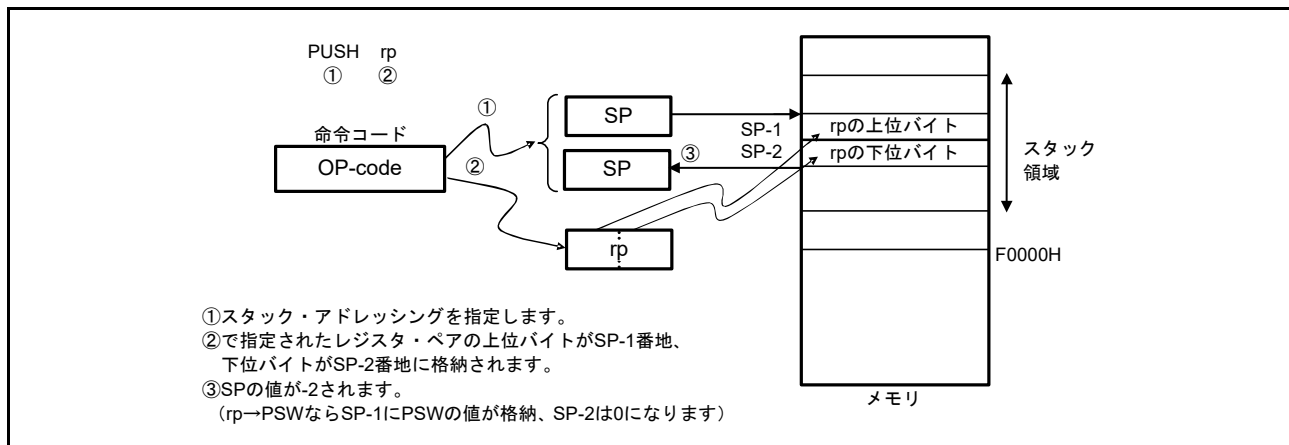 PUSH rp
① ②
命令コード
OP-code
①
②
SP
SP
③
rp
SP-1
SP-2
rpの上位バイト
rpの下位バイト
スタック
領域
F0000H
メモリ
①スタック・アドレッシングを指定します。
②で指定されたレジスタ・ペアの上位バイトがSP-1番地、
下位バイトがSP-2番地に格納されます。
③SPの値が-2されます。
（rp→PSWならSP-1にPSWの値が格納、SP-2は0になります）